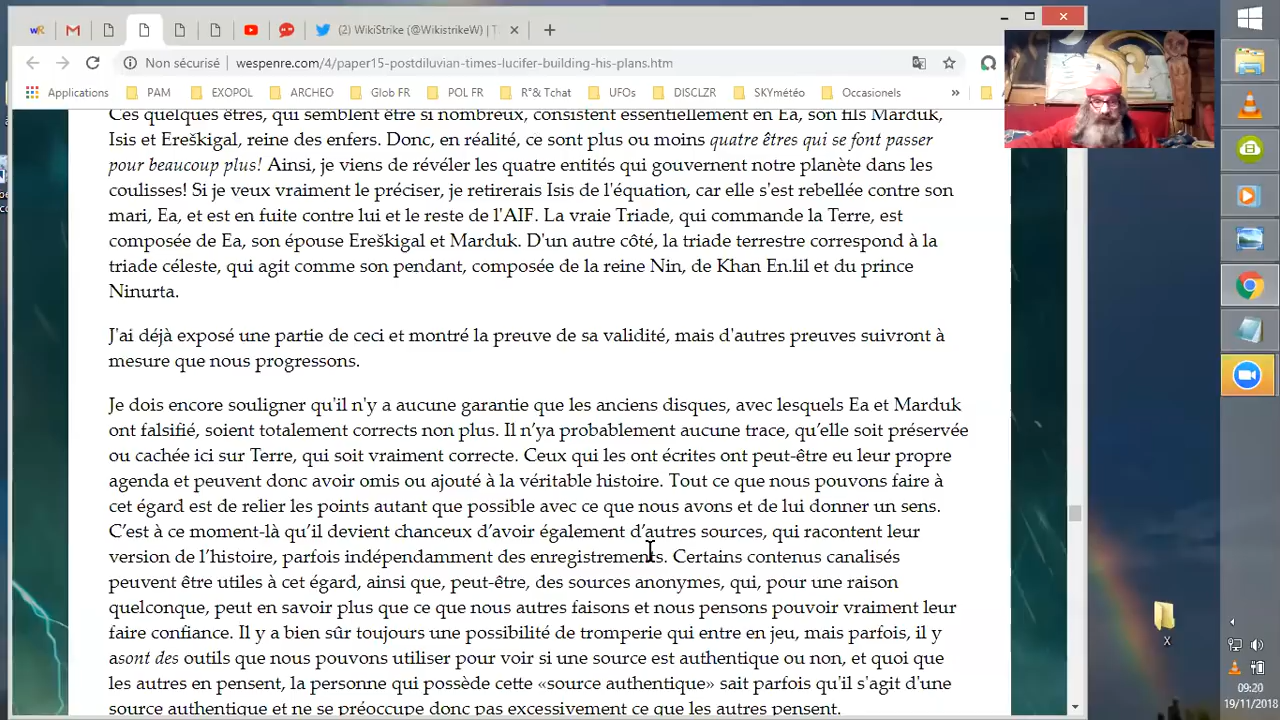 (2) WikiStrike (@WikistrikeW) | T
Non sécurisé | wespenre.com/4/paper15-postdiluvian-times-lucifer-building-his-plans.htm
Applications PAM EXOPOL ARCHEO Glob FR POL FR R7R Tchat UFOs DISCLZR SKYmétéo Occasionels »
Ces quelques êtres, qui semblent être si nombreux, consistent essentiellement en Ea, son fils Marduk,
Isis et Ereškigal, reine des enfers. Donc, en réalité, ce sont plus ou moins quatre êtres qui se font passer
pour beaucoup plus! Ainsi, je viens de révéler les quatre entités qui gouvenent notre planète dans les
coulisses! Si je veux vraiment le préciser, je retirerais Isis de l'équation, car elle s'est rebellée contre son
mari, Ea, et est en fuite contre lui et le reste de l'AIF. La vraie Triade, qui commande la Terre, est
composée de Ea, son épouse Ereškigal et Marduk. D'un autre côté, la triade terrestre correspond à la
triade céleste, qui agit comme son pendant, composée de la reine Nin, de Khan En.lil et du prince
Ninurta.
J'ai déjà exposé une partie de ceci et montré la preuve de sa validité, mais d'autres preuves suivront à
mesure que nous progressons.
Je dois encore souligner qu'il n'y a aucune garantie que les anciens disques, avec lesquels Ea et Marduk
ont falsifié, soient totalement corrects non plus. Il n'ya probablement aucune trace, qu'elle soit préservée
ou cachée ici sur Terre, qui soit vraiment correcte. Ceux qui les ont écrites ont peut-être eu leur propre
agenda et peuvent donc avoir omis ou ajouté à la véritable histoire. Tout ce que nous pouvons faire à
cet égard est de relier les points autant que possible avec ce que nous avons et de lui donner un sens.
C'est à ce moment-là qu'il devient chanceux d'avoir également d'autres sources, qui racontent leur
version de l'histoire, parfois indépendamment des enregistrements. Certains contenus canalisés
peuvent être utiles à cet égard, ainsi que, peut-être, des sources anonymes, qui, pour une raison
quelconque, peut en savoir plus que ce que nous autres faisons et nous pensons pouvoir vraiment leur
faire confiance. Il y a bien sûr toujours une possibilité de tromperie qui entre en jeu, mais parfois, il y
asont des outils que nous pouvons utiliser pour voir si une source est authentique ou non, et quoi que
les autres en pensent, la personne qui possède cette «source authentique» sait parfois qu'il s'agit d'une
source authentique et ne se préoccupe donc pas excessivement ce que les autres pensent.
X
09:20
19/11/2018